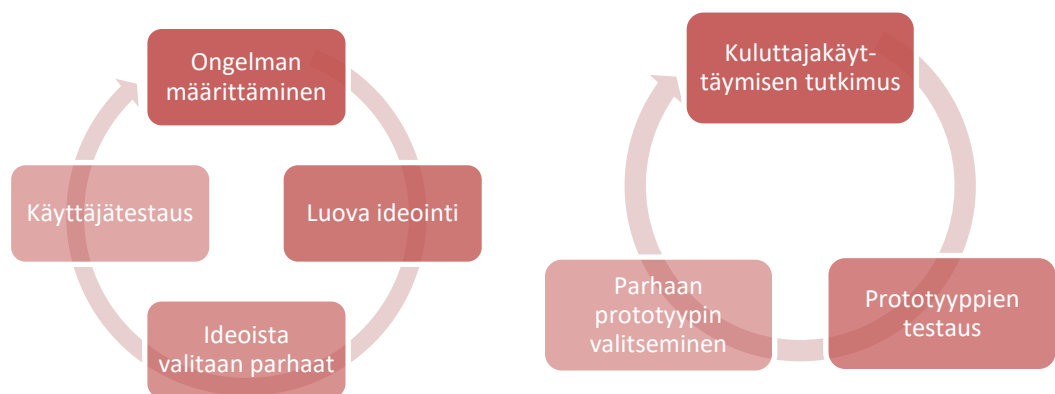 Ongelman
määrittäminen
Luova ideointi
Ideoista
valitaan parhaat
Käyttäjätestaus
Kuluttajakäyt-
täymisen tutkimus
Prototyyppien
testaus
Parhaan
prototyypin
valitseminen